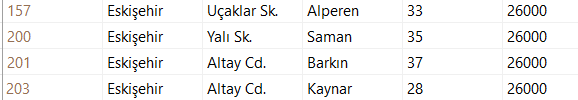 157 Eskişehir Uçaklar Sk. Alperen 33 26000
200 Eskişehir Yalı Sk. Saman 35 26000
201 Eskişehir Altay Cd. Barkın 37 26000
203 Eskişehir Altay Cd. Kaynar 28 26000